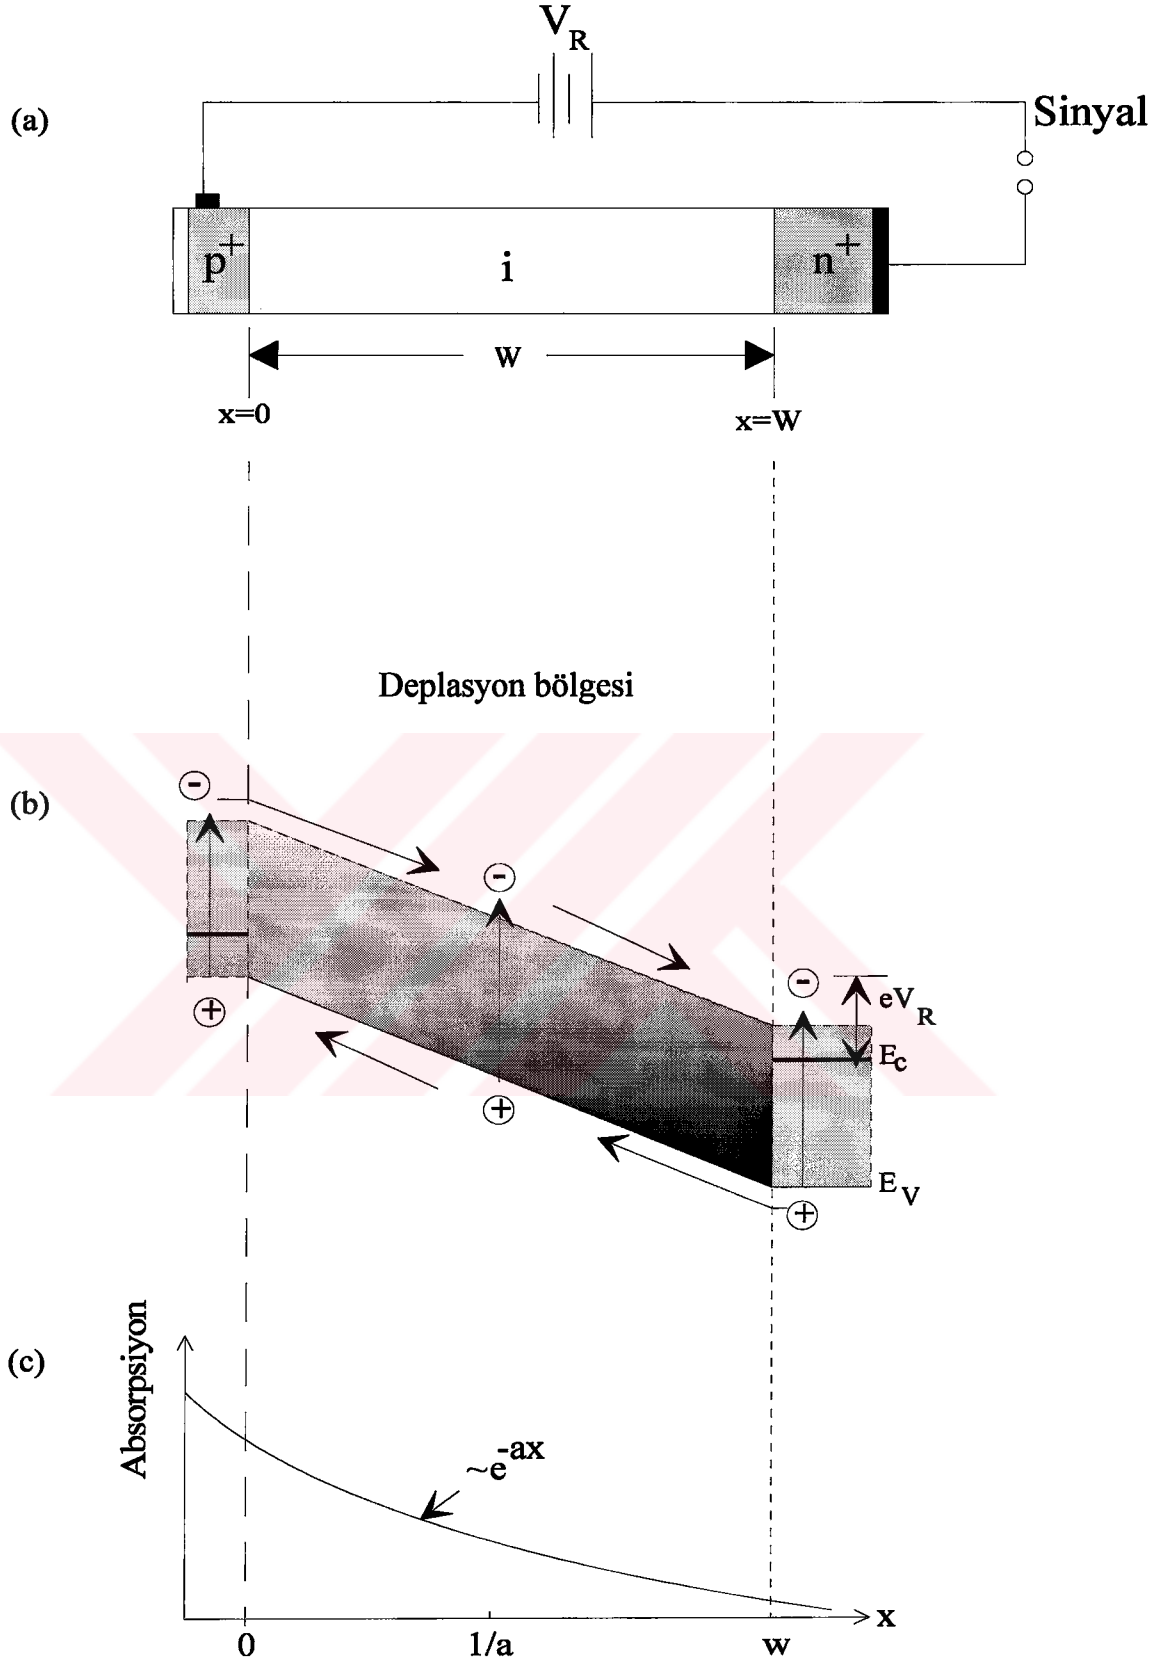 V_R
(a)
Sinyal
p+
i
n+
W
x=0
x=W
Deplasyon bölgesi
(b)
-
-
-
eV_R
+
E_c
+
E_V
+
(c)
Absorpsiyon
~e^-ax
x
0
1/a
w